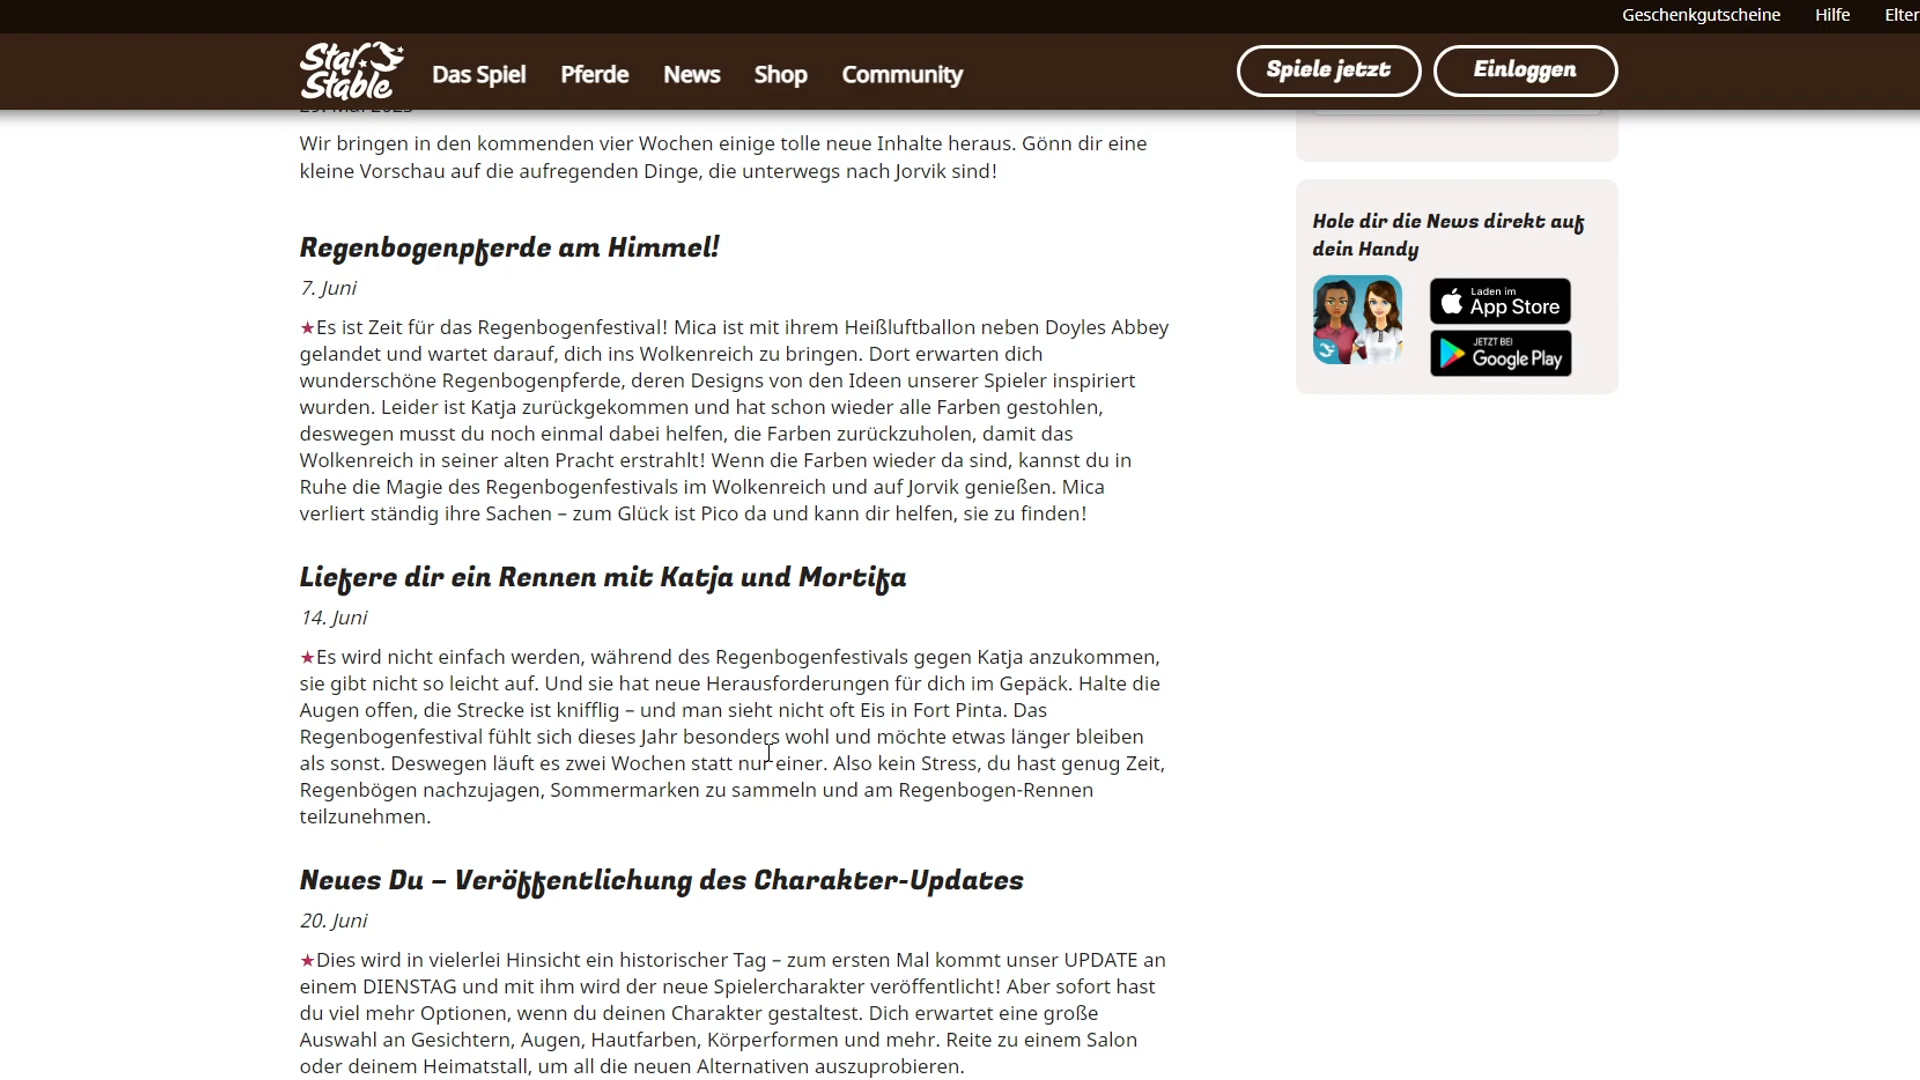 Geschenkgutscheine Hilfe
Star Stable
Das Spiel Pferde News Shop Community
Spiele jetzt Einloggen
Wir bringen in den kommenden vier Wochen einige tolle neue Inhalte heraus. Gönn dir eine
kleine Vorschau auf die aufregenden Dinge, die unterwegs nach Jorvik sind!
Regenbogenpferde am Himmel!
7. Juni
★Es ist Zeit für das Regenbogenfestival! Mica ist mit ihrem Heißluftballon neben Doyles Abbey
gelandet und wartet darauf, dich ins Wolkenreich zu bringen. Dort erwarten dich
wunderschöne Regenbogenpferde, deren Designs von den Ideen unserer Spieler inspiriert
wurden. Leider ist Katja zurückgekommen und hat schon wieder alle Farben gestohlen,
deswegen musst du noch einmal dabei helfen, die Farben zurückzuholen, damit das
Wolkenreich in seiner alten Pracht erstrahlt! Wenn die Farben wieder da sind, kannst du in
Ruhe die Magie des Regenbogenfestivals im Wolkenreich und auf Jorvik genießen. Mica
verliert ständig ihre Sachen – zum Glück ist Pico da und kann dir helfen, sie zu finden!
Liefere dir ein Rennen mit Katja und Mortifa
14. Juni
★Es wird nicht einfach werden, während des Regenbogenfestivals gegen Katja anzukommen,
sie gibt nicht so leicht auf. Und sie hat neue Herausforderungen für dich im Gepäck. Halte die
Augen offen, die Strecke ist knifflig – und man sieht nicht oft Eis in Fort Pinta. Das
Regenbogenfestival fühlt sich dieses Jahr besonders wohl und möchte etwas länger bleiben
als sonst. Deswegen läuft es zwei Wochen statt nur einer. Also kein Stress, du hast genug Zeit,
Regenbögen nachzujagen, Sommermarken zu sammeln und am Regenbogen-Rennen
teilzunehmen.
Neues Du – Veröffentlichung des Charakter-Updates
20. Juni
★Dies wird in vielerlei Hinsicht ein historischer Tag – zum ersten Mal kommt unser UPDATE an
einem DIENSTAG und mit ihm wird der neue Spielercharakter veröffentlicht! Aber sofort hast
du viel mehr Optionen, wenn du deinen Charakter gestaltest. Dich erwartet eine große
Auswahl an Gesichtern, Augen, Hautfarben, Körperformen und mehr. Reite zu einem Salon
oder deinem Heimatstall, um all die neuen Alternativen auszuprobieren.
Hole dir die News direkt auf
dein Handy
Laden im
App Store
JETZT BEI
Google Play